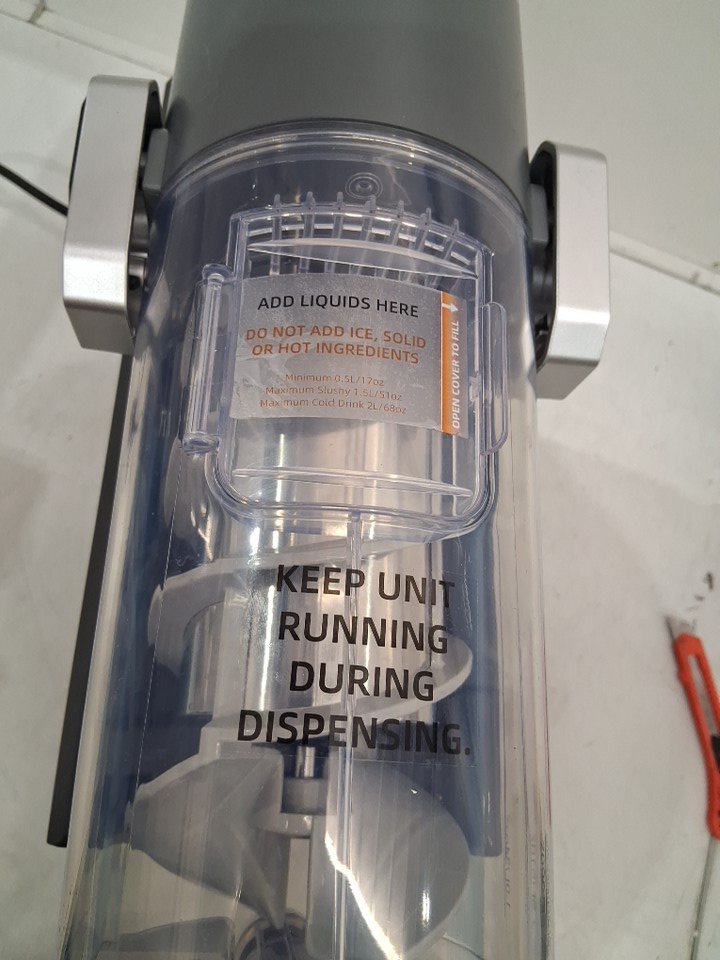 ADD LIQUIDS HERE
DO NOT ADD ICE, SOLID
OR HOT INGREDIENTS
Minimum 0.5L/17oz
Maximum Slushy 1.5L/51oz
Maximum Cold Drink 2L/68oz
OPEN COVER TO FILL
KEEP UNIT
RUNNING
DURING
DISPENSING.